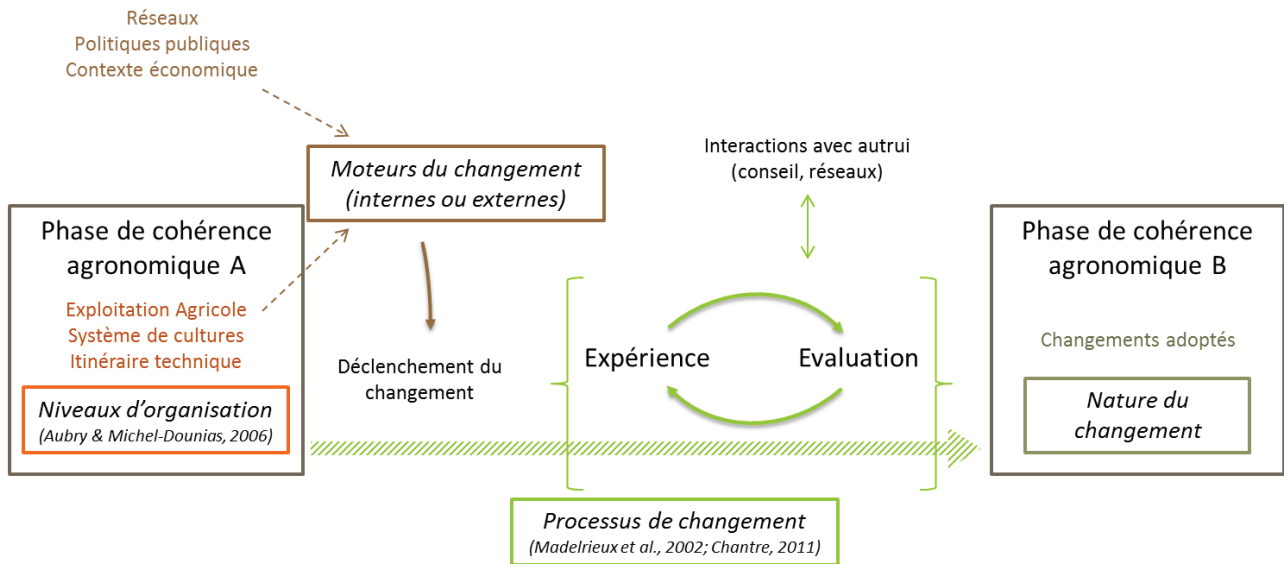 Réseaux
Politiques publiques
Contexte économique
Moteurs du changement
(internes ou externes)
Interactions avec autrui
(conseil, réseaux)
Phase de cohérence
agronomique A
Exploitation Agricole
Système de cultures
Itinéraire technique
Niveaux d’organisation
(Aubry & Michel-Dounias, 2006)
Déclenchement du
changement
Expérience
Evaluation
Phase de cohérence
agronomique B
Changements adoptés
Nature du
changement
Processus de changement
(Madelrieux et al., 2002; Chantre, 2011)